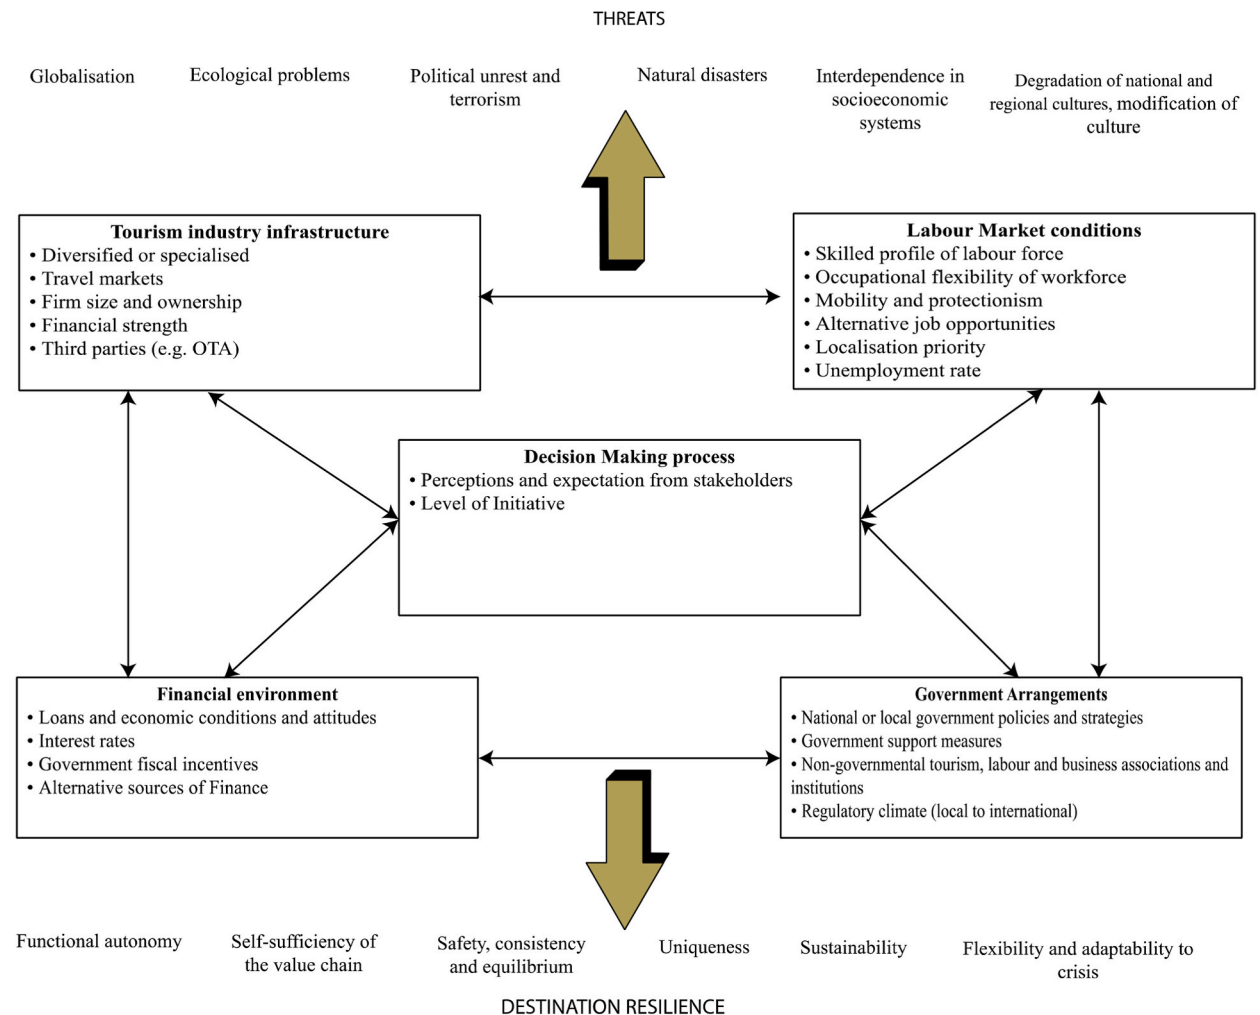 THREATS
Globalisation
Ecological problems
Political unrest and
terrorism
Natural disasters
Interdependence in
socioeconomic
systems
Degradation of national and
regional cultures, modification of
culture
Tourism industry infrastructure
• Diversified or specialised
• Travel markets
• Firm size and ownership
• Financial strength
• Third parties (e.g. OTA)
Labour Market conditions
• Skilled profile of labour force
• Occupational flexibility of workforce
• Mobility and protectionism
• Alternative job opportunities
• Localisation priority
• Unemployment rate
Decision Making process
• Perceptions and expectation from stakeholders
• Level of Initiative
Financial environment
• Loans and economic conditions and attitudes
• Interest rates
• Government fiscal incentives
• Alternative sources of Finance
Government Arrangements
• National or local government policies and strategies
• Government support measures
• Non-governmental tourism, labour and business associations and
institutions
• Regulatory climate (local to international)
Functional autonomy
Self-sufficiency of
the value chain
Safety, consistency
and equilibrium
Uniqueness
Sustainability
Flexibility and adaptability to
crisis
DESTINATION RESILIENCE